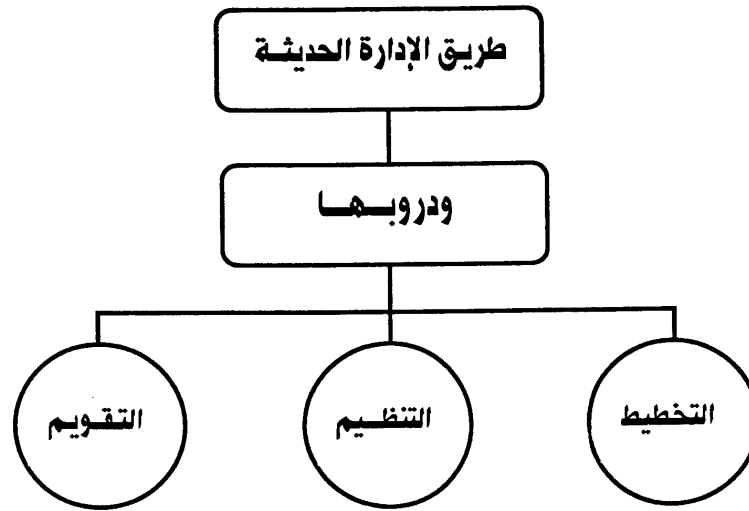 طريق الإدارة الحديثة
ودروبها
التخطيط
التنظيم
التقويم